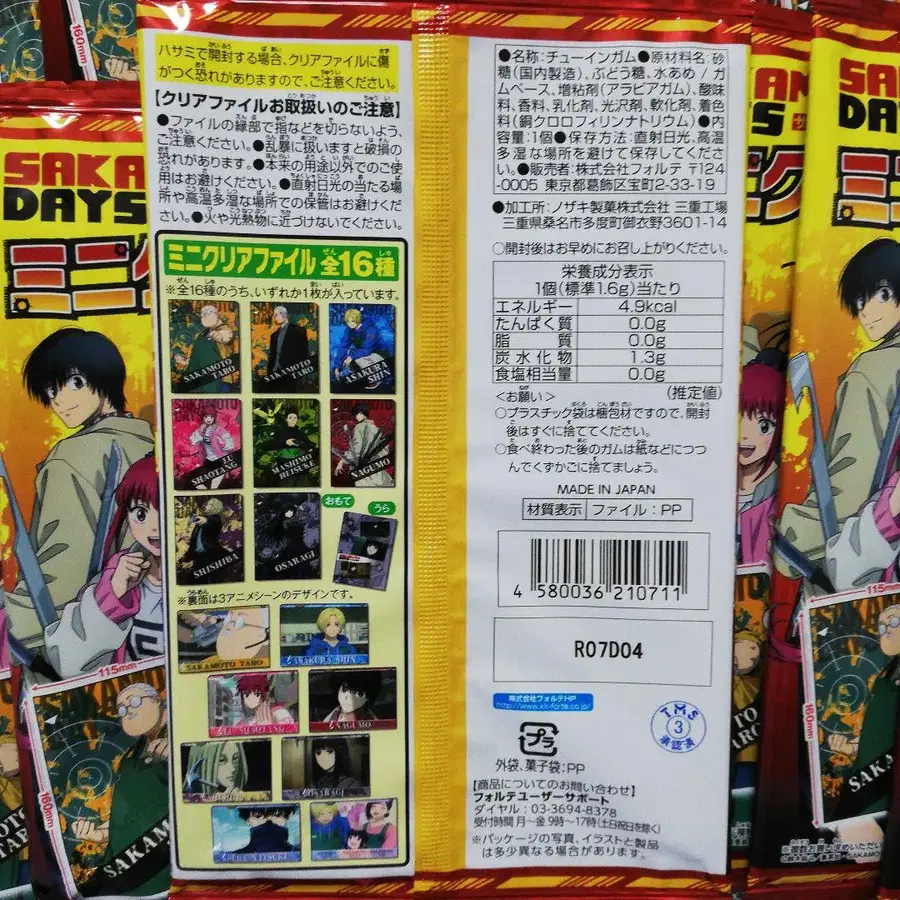 ハサミで開封する場合、クリアファイルに傷
がつく恐れがありますので、ご注意ください。
【クリアファイルお取扱いのご注意】
●ファイルの縁部で指などを切らないよう、
ご注意ください。●乱暴に扱いますと破損の
恐れがあります。●本来の用途以外でのご使
用はお避けください。●直射日光の当たる場
所や高温多湿な場所での保管はお避けくださ
い。●火や光熱物に近づけないでください。
ミニクリアファイル 全16種
※全16種のうち、いずれか1枚が入っています。
SAKAMOTO TARO
SAKAMOTO TARO
ASAKURA SHIN
SAKAMOTO DAYS
LU SHAOTANG
MASHIMO HEISUKE
NAGUMO
SHISHIBA
OSARAGI
おもて
うら
※裏面は3アニメシーンのデザインです。
SAKAMOTO TARO
ASAKURA SHIN
NAGUMO
OSARAGI
●名称:チューインガム●原材料名:砂
糖(国内製造)、ぶどう糖、水あめ/ガ
ムベース、増粘剤(アラビアガム)、酸味
料、香料、乳化剤、光沢剤、軟化剤、着色
料(銅クロロフィリンナトリウム)●内
容量:1個●保存方法:直射日光、高温
多湿な場所を避けて保存してくださ
い。●販売者:株式会社フォルテ 〒124
-0005 東京都葛飾区宝町2-33-19
●加工所:ノザキ製菓株式会社 三重工場
三重県桑名市多度町御衣野3601-14
○開封後はお早めにお召し上がりください。
栄養成分表示
1個(標準1.6g)当たり
エネルギー 4.9kcal
たんぱく質 0.0g
脂質 0.0g
炭水化物 1.3g
食塩相当量 0.0g
(推定値)
<お願い>
○プラスチック袋は梱包材ですので、開封
後はすぐに捨ててください。
○食べ終わった後のガムは紙などにつつ
んでくずかごに捨てましょう。
MADE IN JAPAN
材質表示 ファイル:PP
4 580036 210711
R07D04
株式会社フォルテHP
http://www.xlr-forte.co.jp/
TMS
3
承認済
プラ
外袋、菓子袋:PP
【商品についてのお問い合わせ】
フォルテユーザーサポート
ダイヤル:03-3694-8378
受付時間 月〜金 9時〜17時(土日祝日を除く)
※パッケージの写真、イラストと製品
は多少異なる場合があります。
SAKA
DAYS
ミニク
115mm
160mm
160mm
SAKAM
DAYS
ミニク
115mm
160mm